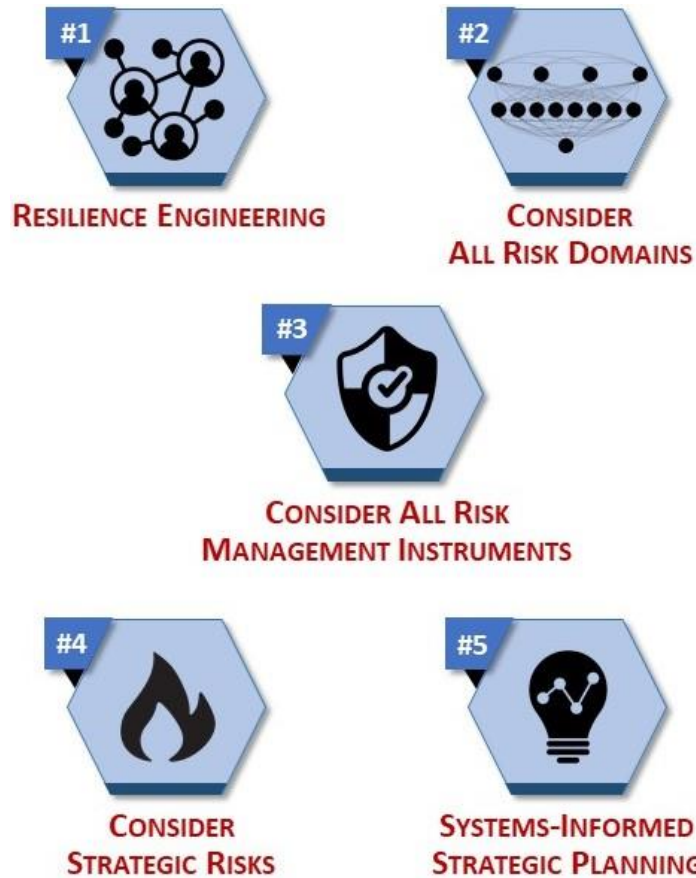 #1
Resilience Engineering
#2
Consider
All Risk Domains
#3
Consider All Risk
Management Instruments
#4
Consider
Strategic Risks
#5
Systems-Informed
Strategic Planning